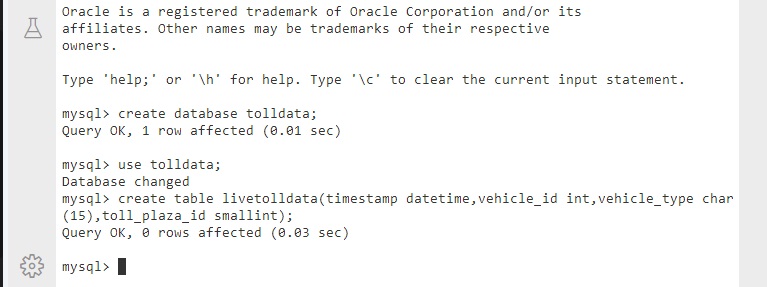 Oracle is a registered trademark of Oracle Corporation and/or its
affiliates. Other names may be trademarks of their respective
owners.
Type 'help;' or '\h' for help. Type '\c' to clear the current input statement.
mysql> create database tolldata;
Query OK, 1 row affected (0.01 sec)
mysql> use tolldata;
Database changed
mysql> create table livetolldata(timestamp datetime,vehicle_id int,vehicle_type char
(15),toll_plaza_id smallint);
Query OK, 0 rows affected (0.03 sec)
mysql>